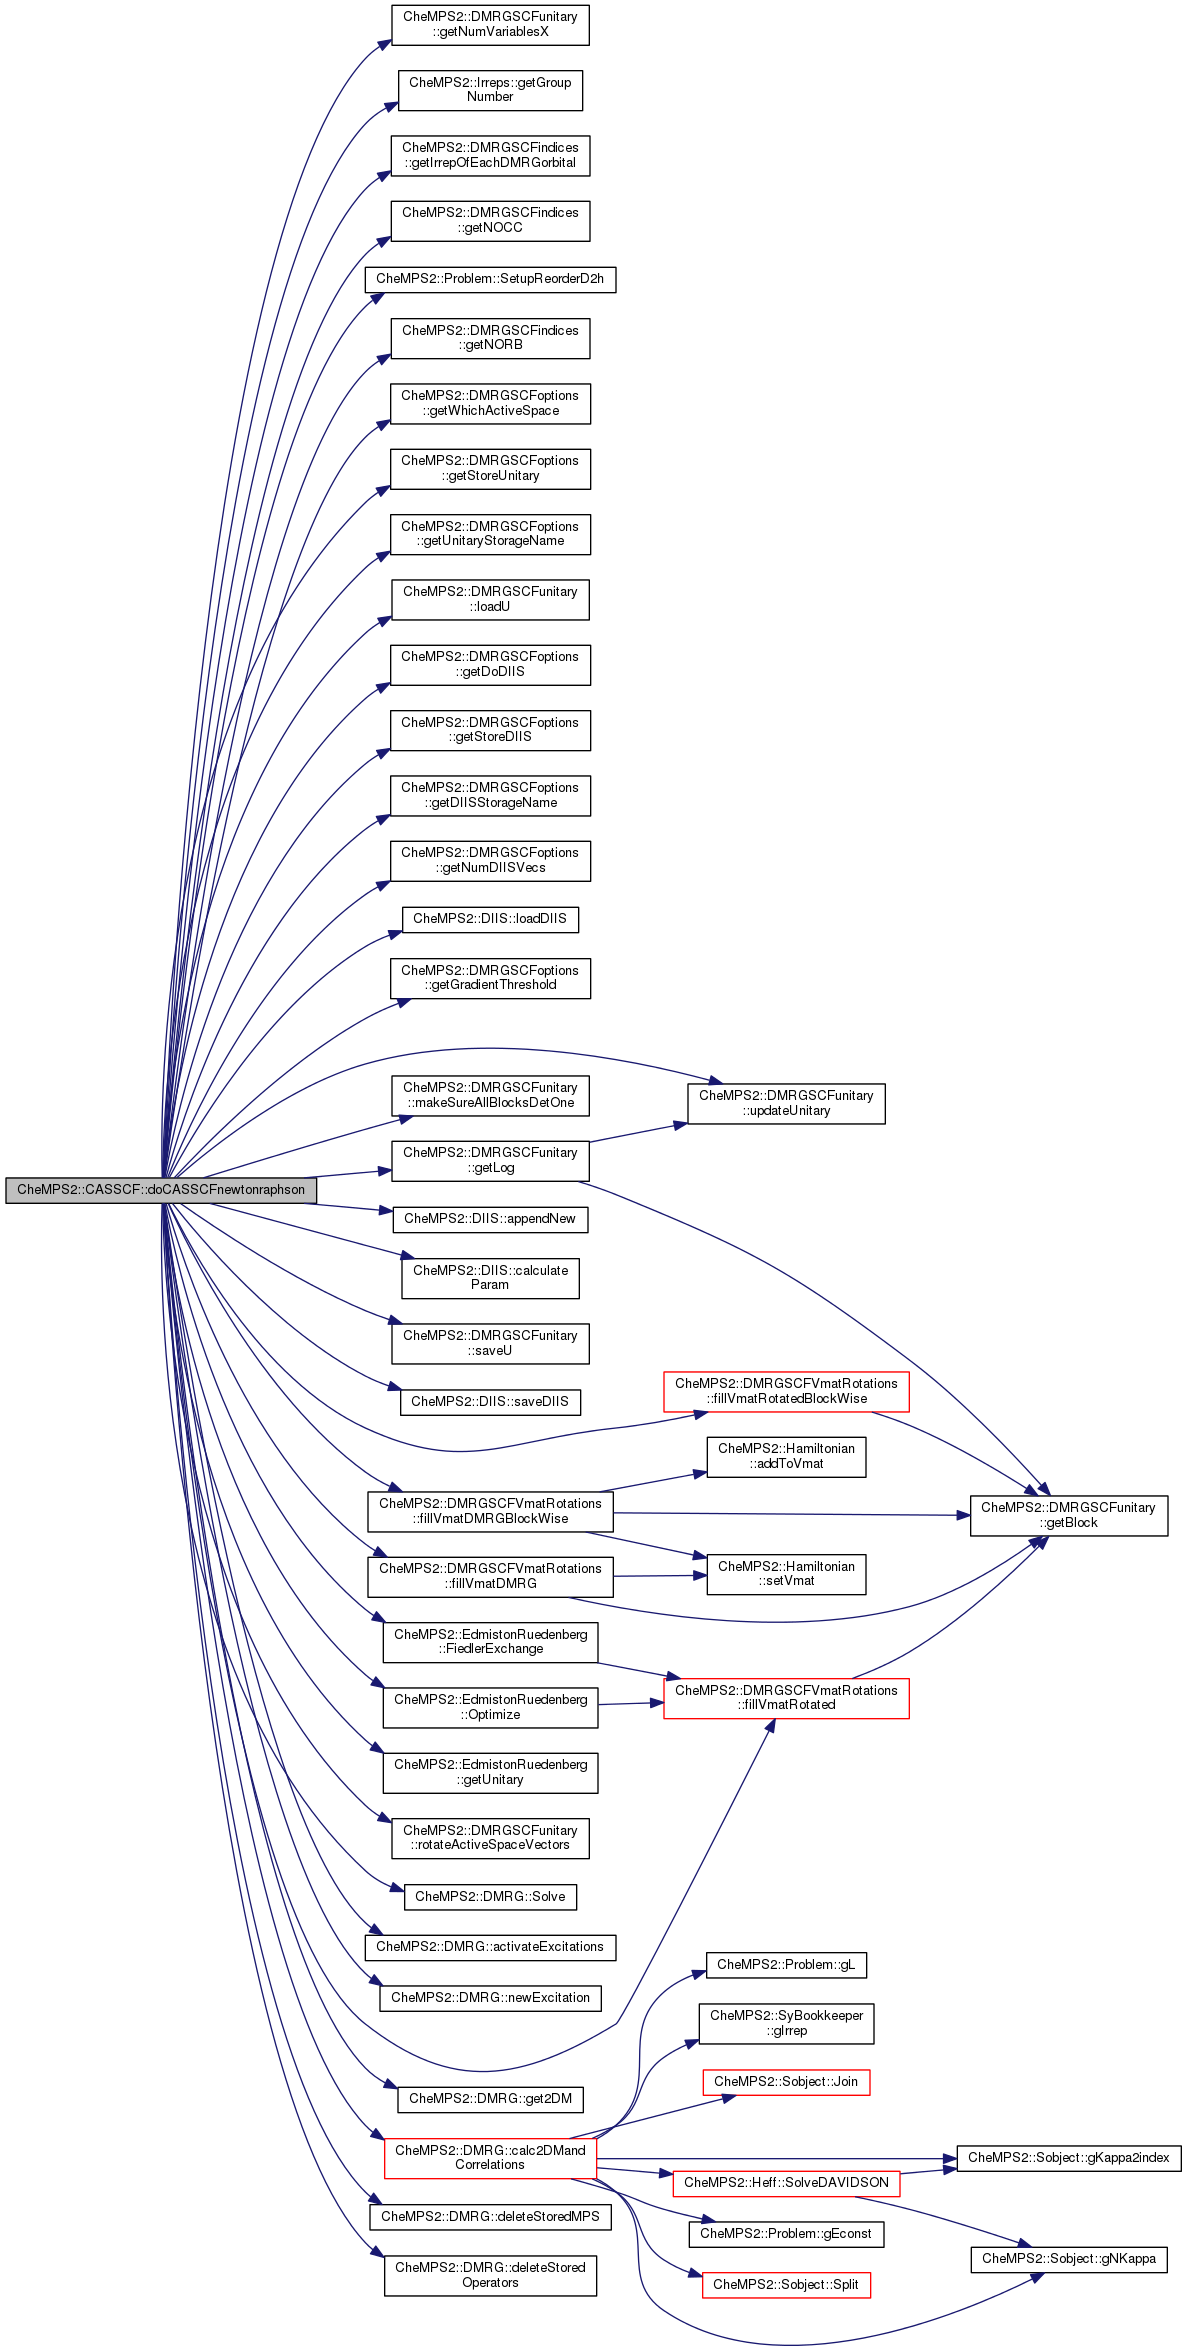 CheMPS2::DMRGSCFunitary
::getNumVariablesX
CheMPS2::Irreps::getGroup
Number
CheMPS2::DMRGSCFindices
::getIrrepOfEachDMRGorbital
CheMPS2::DMRGSCFindices
::getNOCC
CheMPS2::Problem::SetupReorderD2h
CheMPS2::DMRGSCFindices
::getNORB
CheMPS2::DMRGSCFoptions
::getWhichActiveSpace
CheMPS2::DMRGSCFoptions
::getStoreUnitary
CheMPS2::DMRGSCFoptions
::getUnitaryStorageName
CheMPS2::DMRGSCFunitary
::loadU
CheMPS2::DMRGSCFoptions
::getDoDIIS
CheMPS2::DMRGSCFoptions
::getStoreDIIS
CheMPS2::DMRGSCFoptions
::getDIISStorageName
CheMPS2::DMRGSCFoptions
::getNumDIISVecs
CheMPS2::DIIS::loadDIIS
CheMPS2::DMRGSCFoptions
::getGradientThreshold
CheMPS2::DMRGSCFunitary
::makeSureAllBlocksDetOne
CheMPS2::DMRGSCFunitary
::updateUnitary
CheMPS2::DMRGSCFunitary
::getLog
CheMPS2::CASSCF::doCASSCFnewtonraphson
CheMPS2::DIIS::appendNew
CheMPS2::DIIS::calculate
Param
CheMPS2::DMRGSCFunitary
::saveU
CheMPS2::DIIS::saveDIIS
CheMPS2::DMRGSCFVmatRotations
::fillVmatRotatedBlockWise
CheMPS2::Hamiltonian
::addToVmat
CheMPS2::DMRGSCFVmatRotations
::fillVmatDMRGBlockWise
CheMPS2::DMRGSCFunitary
::getBlock
CheMPS2::Hamiltonian
::setVmat
CheMPS2::DMRGSCFVmatRotations
::fillVmatDMRG
CheMPS2::EdmistonRuedenberg
::FiedlerExchange
CheMPS2::DMRGSCFVmatRotations
::fillVmatRotated
CheMPS2::EdmistonRuedenberg
::Optimize
CheMPS2::EdmistonRuedenberg
::getUnitary
CheMPS2::DMRGSCFunitary
::rotateActiveSpaceVectors
CheMPS2::DMRG::Solve
CheMPS2::DMRG::activateExcitations
CheMPS2::DMRG::newExcitation
CheMPS2::Problem::gL
CheMPS2::SyBookkeeper
::gIrrep
CheMPS2::DMRG::get2DM
CheMPS2::Sobject::Join
CheMPS2::DMRG::calc2DMand
Correlations
CheMPS2::Sobject::gKappa2index
CheMPS2::Heff::SolveDAVIDSON
CheMPS2::DMRG::deleteStoredMPS
CheMPS2::Problem::gEconst
CheMPS2::Sobject::gNKappa
CheMPS2::DMRG::deleteStored
Operators
CheMPS2::Sobject::Split